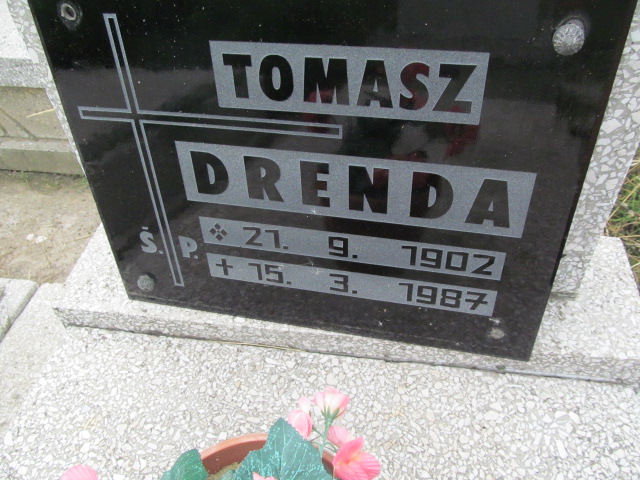 TOMASZ
DRENDA
Ś. P.
21. 9. 1902
+ 15. 3. 1987